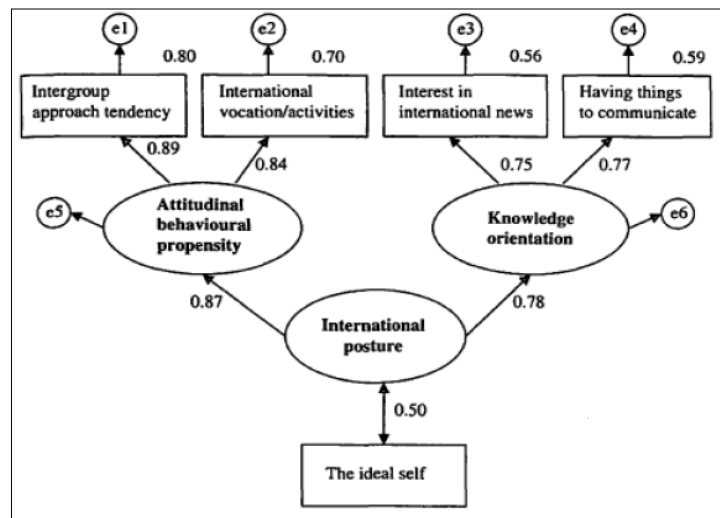 e1
e2
e3
e4
0.80
0.70
0.56
0.59
Intergroup
approach tendency
International
vocation/activities
Interest in
international news
Having things
to communicate
0.89
0.84
0.75
0.77
e5
Attitudinal
behavioural
propensity
Knowledge
orientation
e6
0.87
0.78
International
posture
0.50
The ideal self